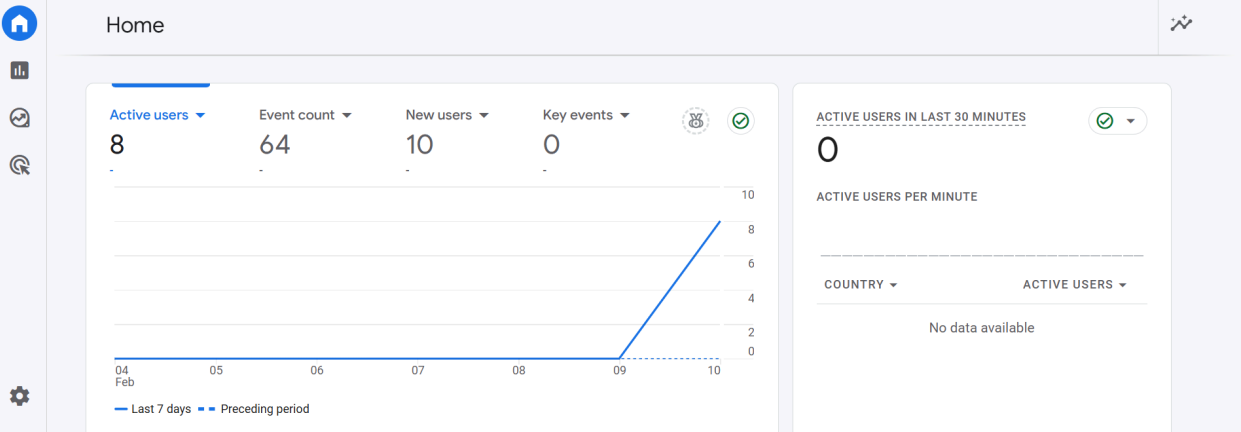 Home
Active users
8
-
Event count
64
-
New users
10
-
Key events
0
-
10
8
6
4
2
0
04
Feb
05
06
07
08
09
10
Last 7 days
Preceding period
ACTIVE USERS IN LAST 30 MINUTES
0
ACTIVE USERS PER MINUTE
COUNTRY
ACTIVE USERS
No data available